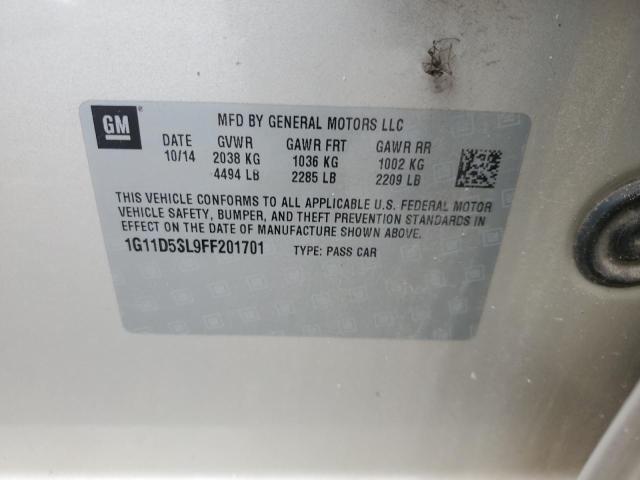 GM
MFD BY GENERAL MOTORS LLC
DATE GVWR GAWR FRT GAWR RR
10/14 2038 KG 1036 KG 1002 KG
4494 LB 2285 LB 2209 LB
THIS VEHICLE CONFORMS TO ALL APPLICABLE U.S. FEDERAL MOTOR
VEHICLE SAFETY, BUMPER, AND THEFT PREVENTION STANDARDS IN
EFFECT ON THE DATE OF MANUFACTURE SHOWN ABOVE.
1G11D5SL9FF201701 TYPE: PASS CAR